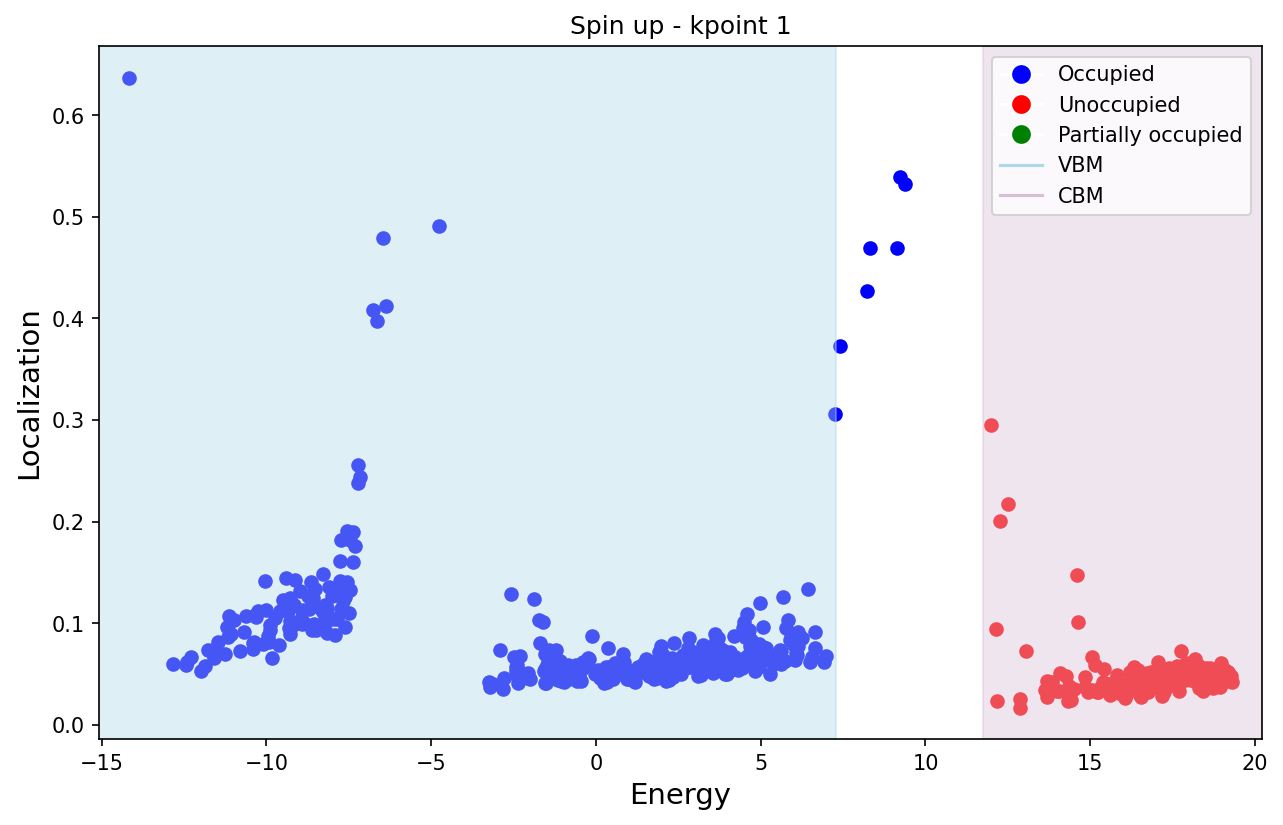 Spin up - kpoint 1
Localization
0.6
0.5
0.4
0.3
0.2
0.1
0.0
Occupied
Unoccupied
Partially occupied
VBM
CBM
−15
−10
−5
0
5
10
15
20
Energy